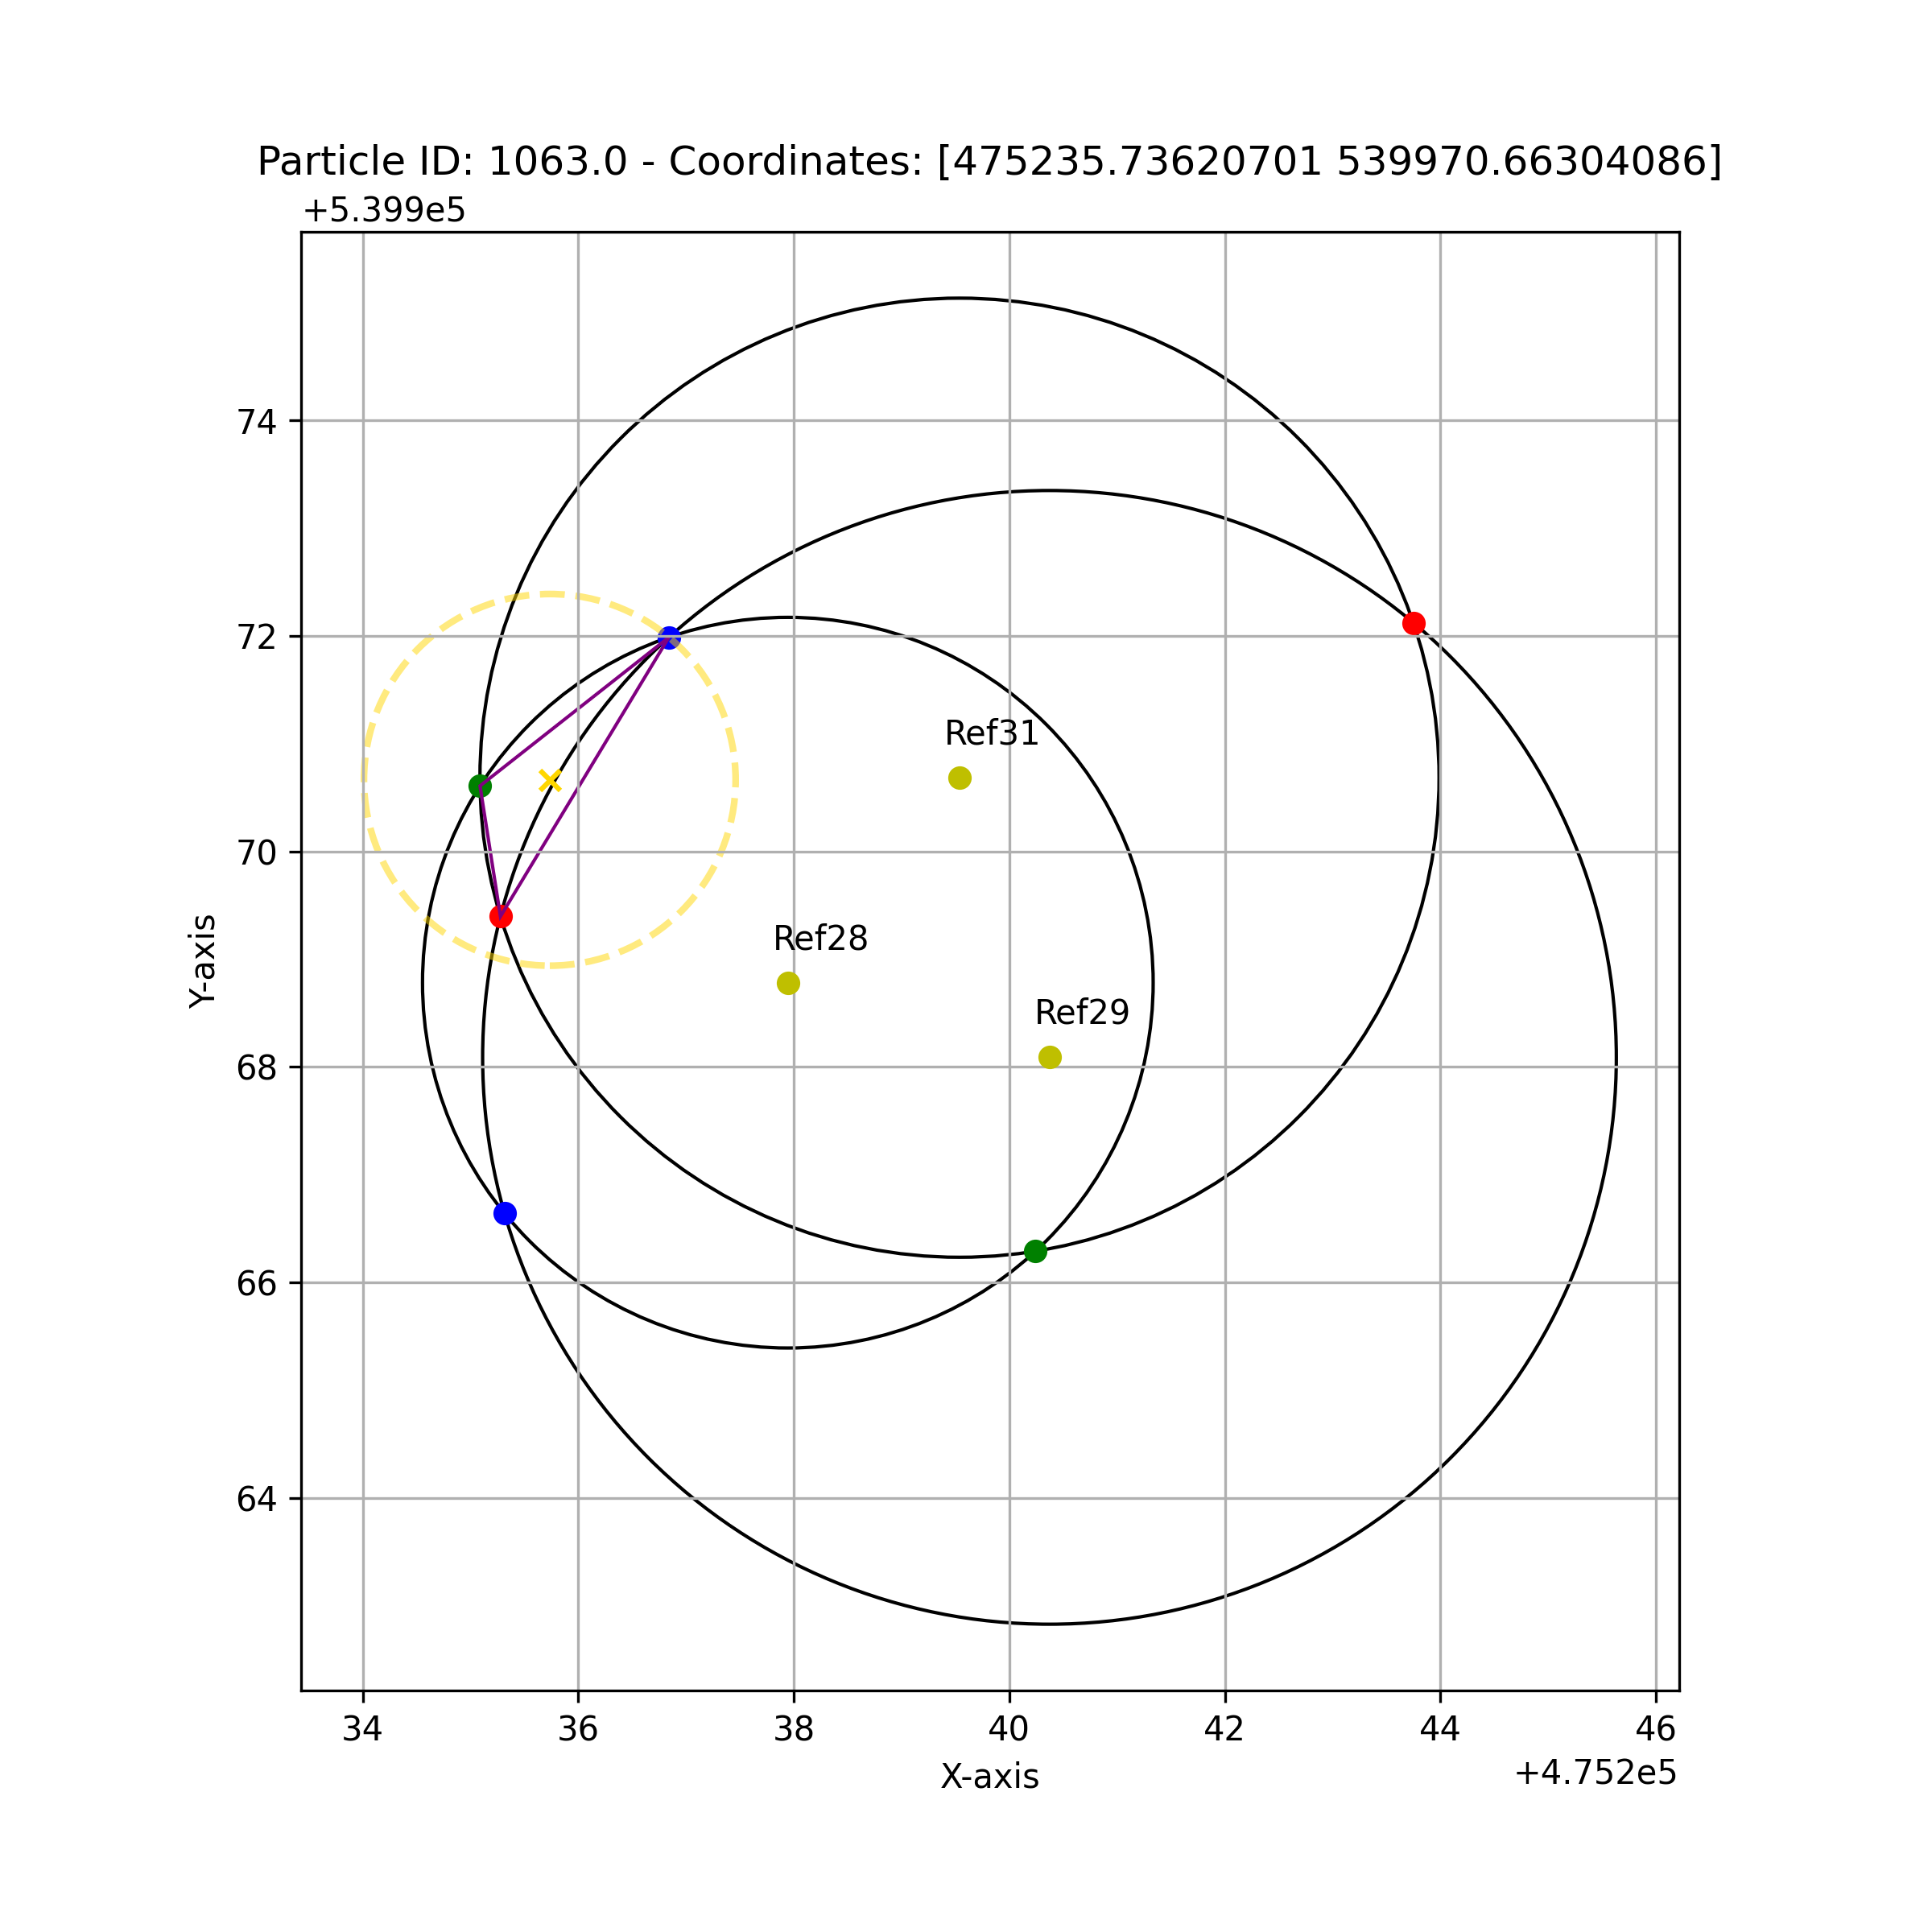 Particle ID: 1063.0 - Coordinates: [475235.73620701 539970.66304086]
+5.399e5
74
72
70
68
66
64
Y-axis
Ref31
Ref28
Ref29
34 36 38 40 42 44 46
X-axis
+4.752e5